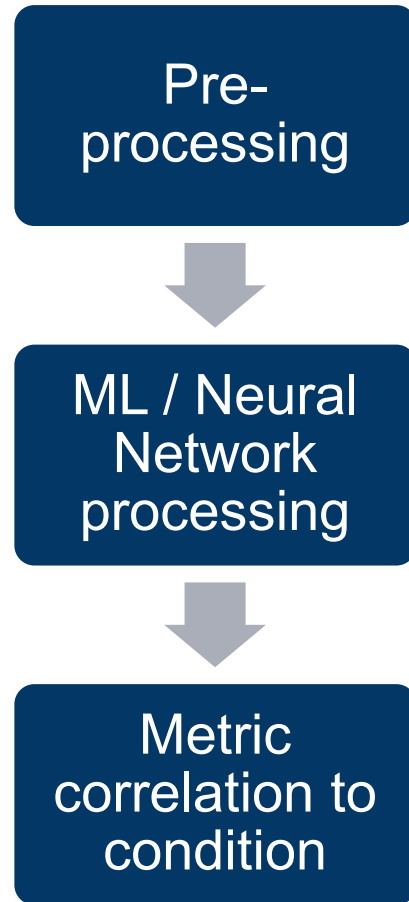 Pre-
processing
ML / Neural
Network
processing
Metric
correlation to
condition